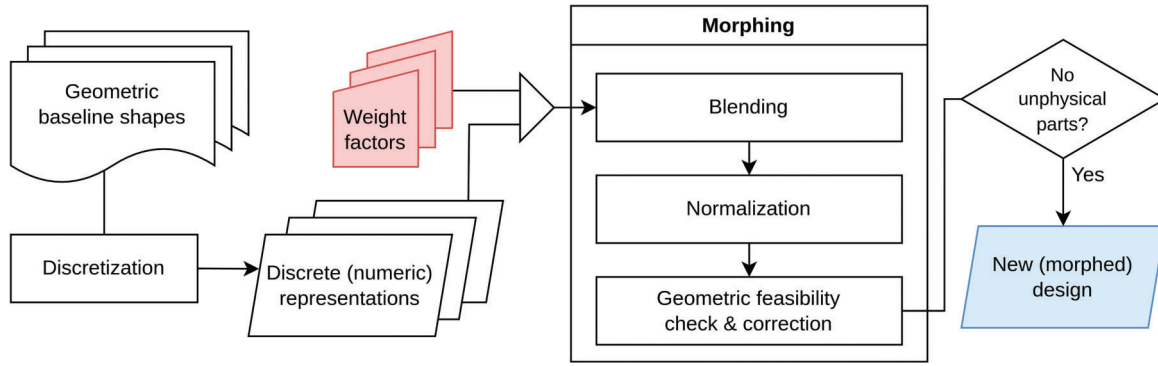 Geometric
baseline shapes
Discretization
Discrete (numeric)
representations
Weight
factors
Morphing
Blending
Normalization
Geometric feasibility
check & correction
No
unphysical
parts?
Yes
New (morphed)
design